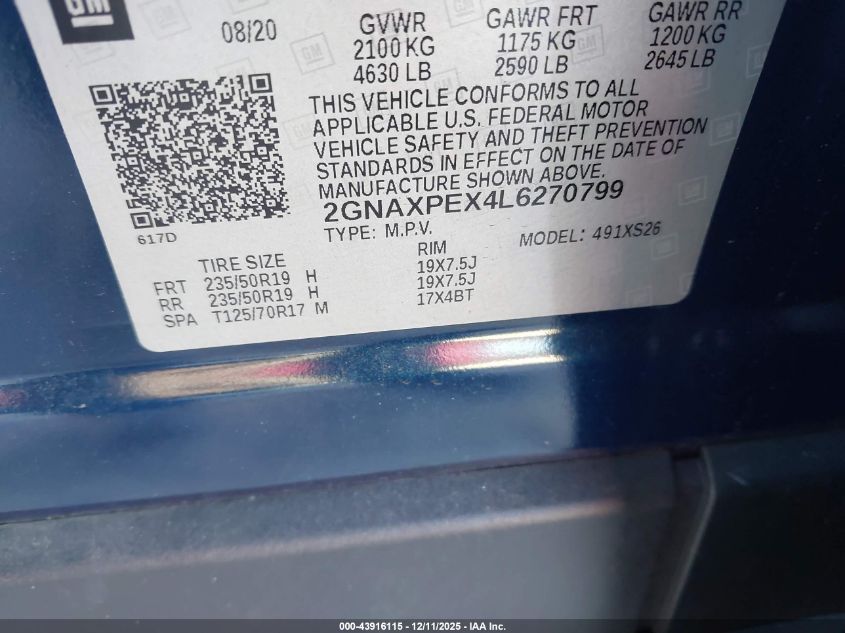 GM
08/20
GVWR
2100 KG
4630 LB
GAWR FRT
1175 KG
2590 LB
GAWR RR
1200 KG
2645 LB
THIS VEHICLE CONFORMS TO ALL
APPLICABLE U.S. FEDERAL MOTOR
VEHICLE SAFETY AND THEFT PREVENTION
STANDARDS IN EFFECT ON THE DATE OF
MANUFACTURE SHOWN ABOVE.
2GNAXPEX4L6270799
TYPE: M.P.V.
MODEL: 491XS26
617D
TIRE SIZE RIM
FRT 235/50R19 H 19X7.5J
RR 235/50R19 H 19X7.5J
SPA T125/70R17 M 17X4BT
000-43916115 - 12/11/2025 - IAA Inc.